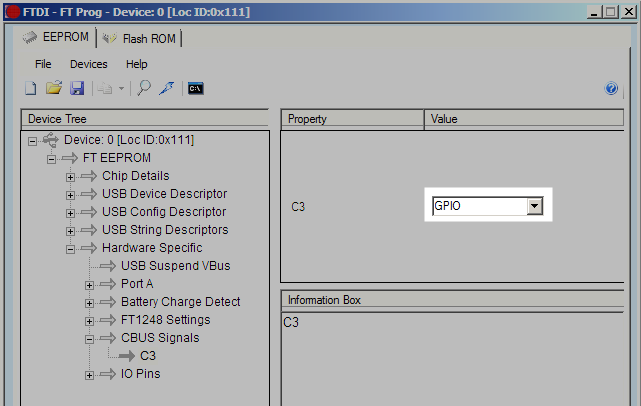 FTDI - FT Prog - Device: 0 [Loc ID:0x111]
EEPROM
Flash ROM
File Devices Help
C:\
Device Tree
Property Value
Device: 0 [Loc ID:0x111]
FT EEPROM
Chip Details
USB Device Descriptor
USB Config Descriptor
USB String Descriptors
Hardware Specific
USB Suspend VBus
Port A
Battery Charge Detect
FT1248 Settings
CBUS Signals
C3
IO Pins
C3 GPIO
Information Box
C3